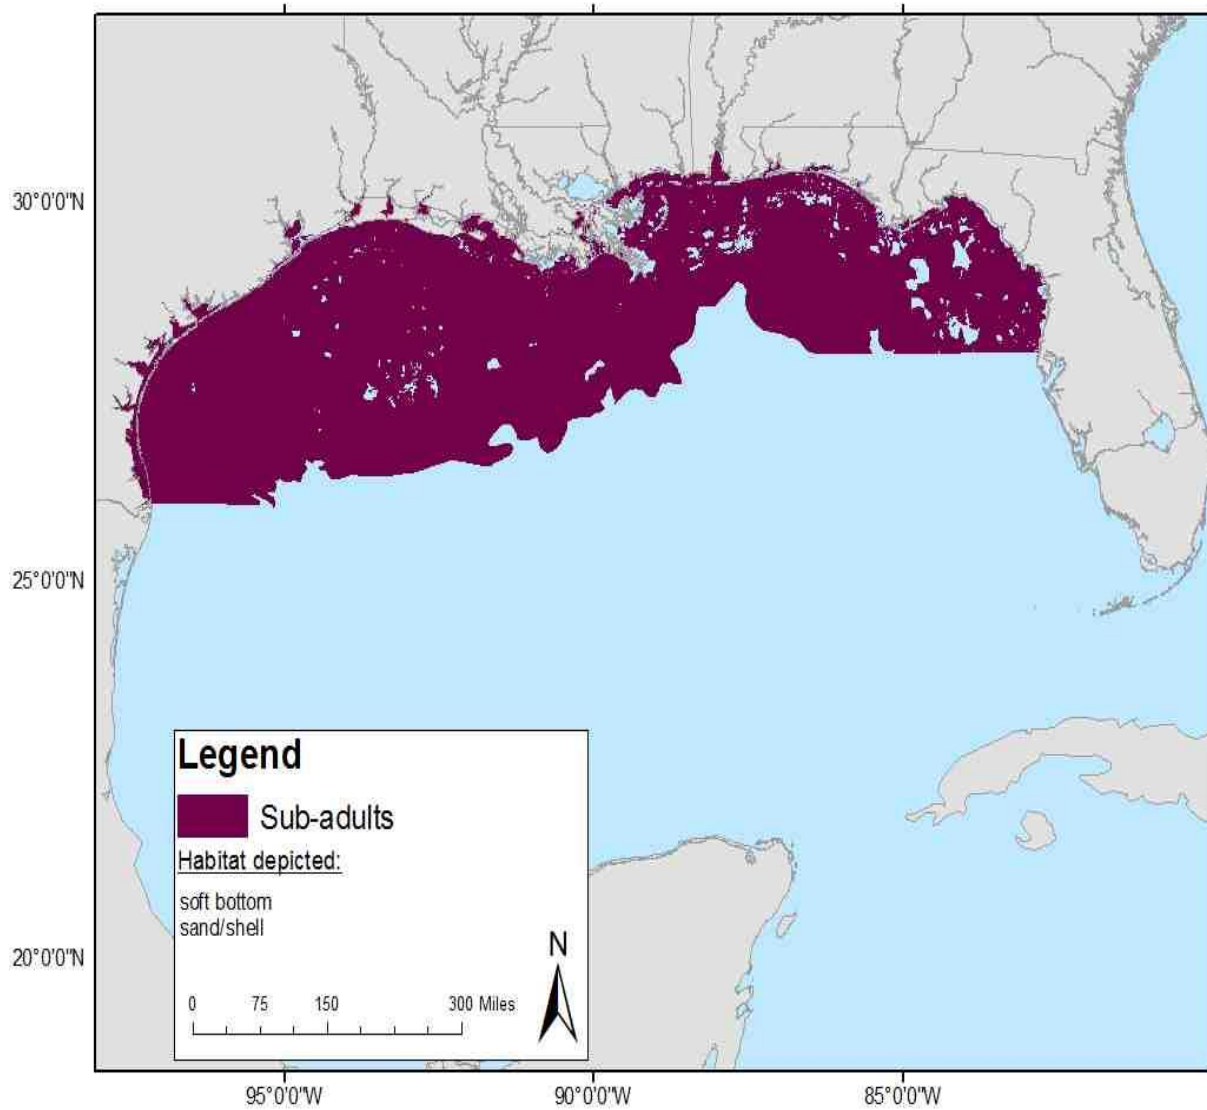 30°0'0"N
25°0'0"N
20°0'0"N
Legend
Sub-adults
Habitat depicted:
soft bottom
sand/shell
N
0 75 150 300 Miles
95°0'0"W 90°0'0"W 85°0'0"W